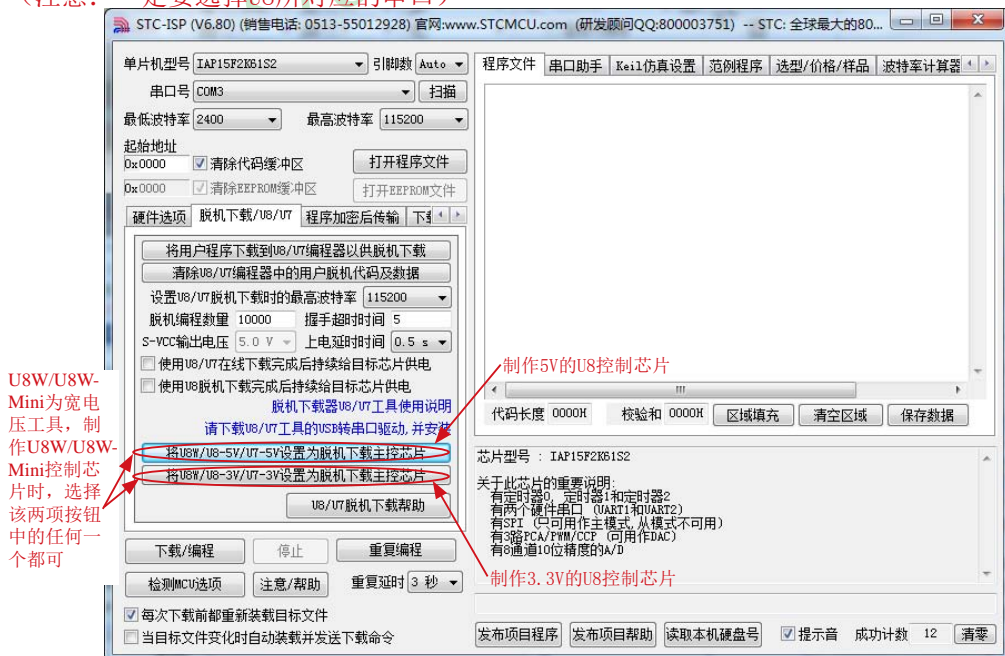 (注意: 一定要选择U8所对应的串口)
STC-ISP (V6.80) (销售电话: 0513-55012928) 官网:www.STCMCU.com (研发顾问QQ:800003751) -- STC: 全球最大的80...
单片机型号 IAP15F2K61S2 引脚数 Auto
串口号 COM3 扫描
最低波特率 2400 最高波特率 115200
起始地址
0x0000 清除代码缓冲区 打开程序文件
0x0000 清除EEPROM缓冲区 打开EEPROM文件
硬件选项 脱机下载/U8/U7 程序加密后传输
将用户程序下载到U8/U7编程器以供脱机下载
清除U8/U7编程器中的用户脱机代码及数据
设置U8/U7脱机下载时的最高波特率 115200
脱机编程数量 10000 握手超时时间 5
S-VCC输出电压 5.0 V 上电延时时间 0.5 s
使用U8/U7在线下载完成后持续给目标芯片供电
使用U8脱机下载完成后持续给目标芯片供电
脱机下载器U8/U7工具使用说明
请下载U8/U7工具的USB转串口驱动,并安装
将U8W/U8-5V/U7-5V设置为脱机下载主控芯片
将U8W/U8-3V/U7-3V设置为脱机下载主控芯片
U8/U7脱机下载帮助
下载/编程 停止 重复编程
检测MCU选项 注意/帮助 重复延时 3 秒
每次下载前都重新装载目标文件
当目标文件变化时自动装载并发送下载命令
程序文件 串口助手 Keil仿真设置 范例程序 选型/价格/样品 波特率计算器
代码长度 0000H 校验和 0000H 区域填充 清空区域 保存数据
芯片型号 : IAP15F2K61S2
关于此芯片的重要说明:
有定时器0, 定时器1和定时器2
有两个硬件串口 (UART1和UART2)
有SPI (只可用作主模式,从模式不可用)
有3路PCA/PWM/CCP (可用作DAC)
有8通道10位精度的A/D
发布项目程序 发布项目帮助 读取本机硬盘号 提示音 成功计数 12 清零
U8W/U8W-
Mini为宽电
压工具,制
作U8W/U8W-
Mini控制芯
片时,选择
该两项按钮
中的任何一
个都可
制作5V的U8控制芯片
制作3.3V的U8控制芯片